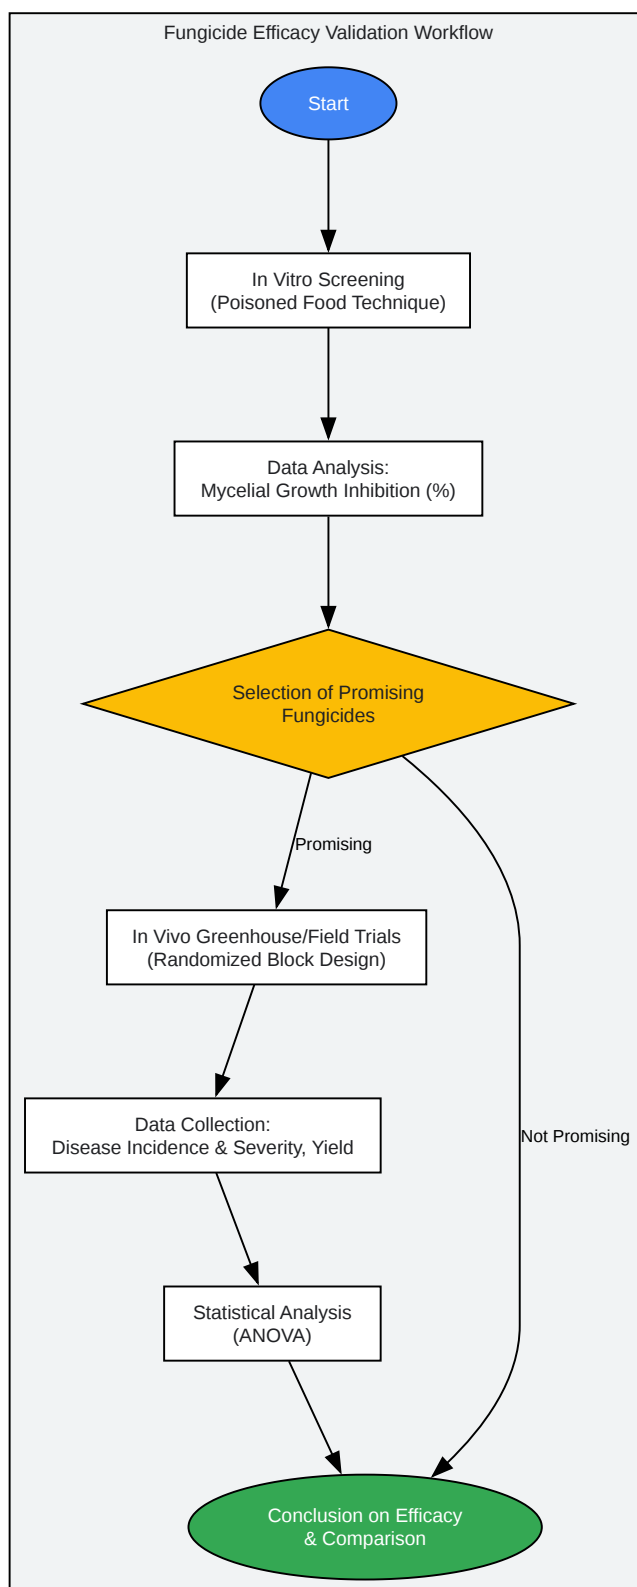 Fungicide Efficacy Validation Workflow
Start
In Vitro Screening
(Poisoned Food Technique)
Data Analysis:
Mycelial Growth Inhibition (%)
Selection of Promising
Fungicides
Promising
In Vivo Greenhouse/Field Trials
(Randomized Block Design)
Data Collection:
Disease Incidence & Severity, Yield
Not Promising
Statistical Analysis
(ANOVA)
Conclusion on Efficacy
& Comparison